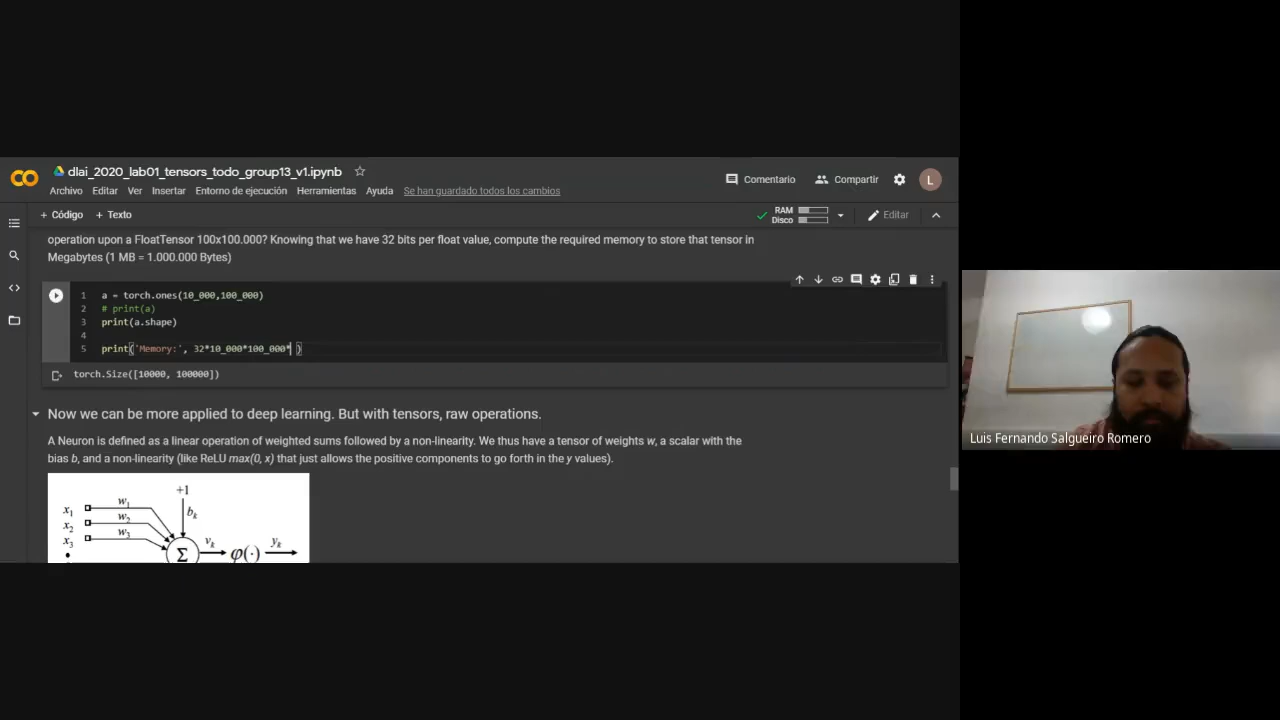 dlai_2020_lab01_tensors_todo_group13_v1.ipynb
Comentario
Compartir
L
Archivo Editar Ver Insertar Entorno de ejecución Herramientas Ayuda Se han guardado todos los cambios
+ Código + Texto
RAM
Disco
Editar
operation upon a FloatTensor 100x100.000? Knowing that we have 32 bits per float value, compute the required memory to store that tensor in
Megabytes (1 MB = 1.000.000 Bytes)
1 a = torch.ones(10_000,100_000)
2 # print(a)
3 print(a.shape)
4
5 print('Memory:', 32*10_000*100_000* )
torch.Size([10000, 100000])
Now we can be more applied to deep learning. But with tensors, raw operations.
A Neuron is defined as a linear operation of weighted sums followed by a non-linearity. We thus have a tensor of weights w, a scalar with the
bias b, and a non-linearity (like ReLU max(0, x) that just allows the positive components to go forth in the y values).
+1
x1 w1 bk
x2 w2
x3 w3 vk yk
Σ φ(·)
Luis Fernando Salgueiro Romero